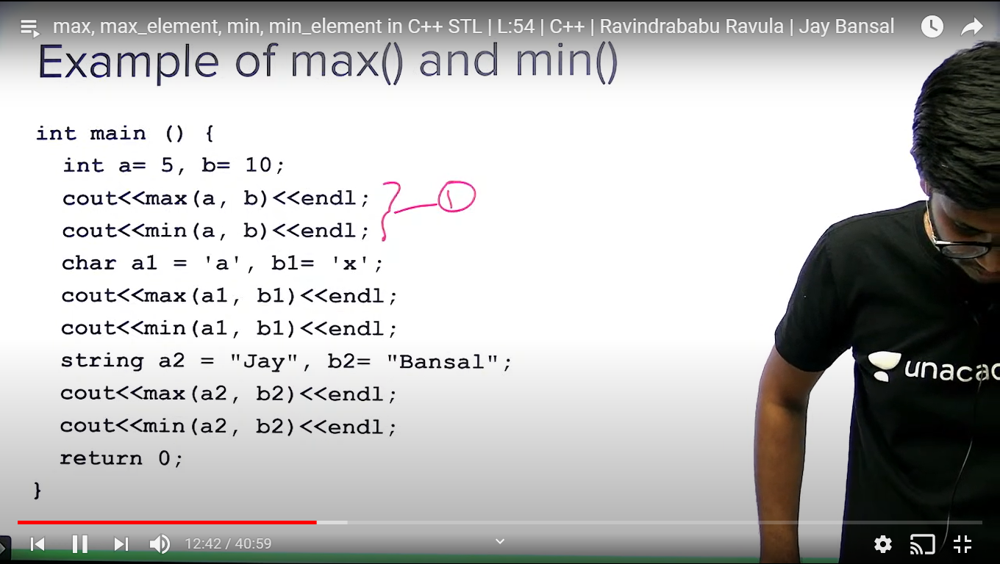 max, max_element, min, min_element in C++ STL | L:54 | C++ | Ravindrababu Ravula | Jay Bansal
Example of max() and min()
int main () {
int a= 5, b= 10;
cout<<max(a, b)<<endl;
1
cout<<min(a, b)<<endl;
char a1 = 'a', b1= 'x';
cout<<max(a1, b1)<<endl;
cout<<min(a1, b1)<<endl;
string a2 = "Jay", b2= "Bansal";
cout<<max(a2, b2)<<endl;
cout<<min(a2, b2)<<endl;
return 0;
}
unacad
12:42 / 40:59